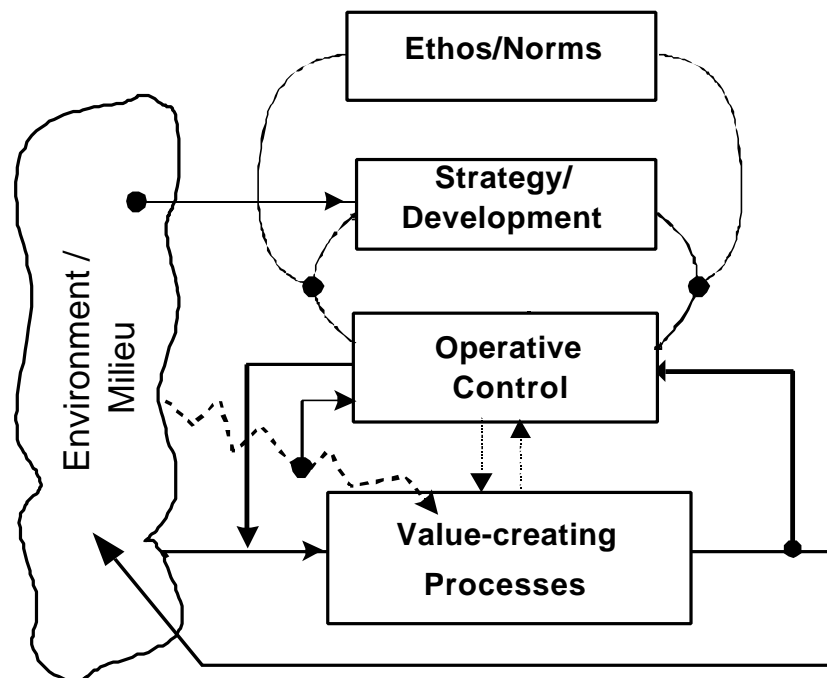 Ethos/Norms
Strategy/
Development
Environment /
Milieu
Operative
Control
Value-creating
Processes